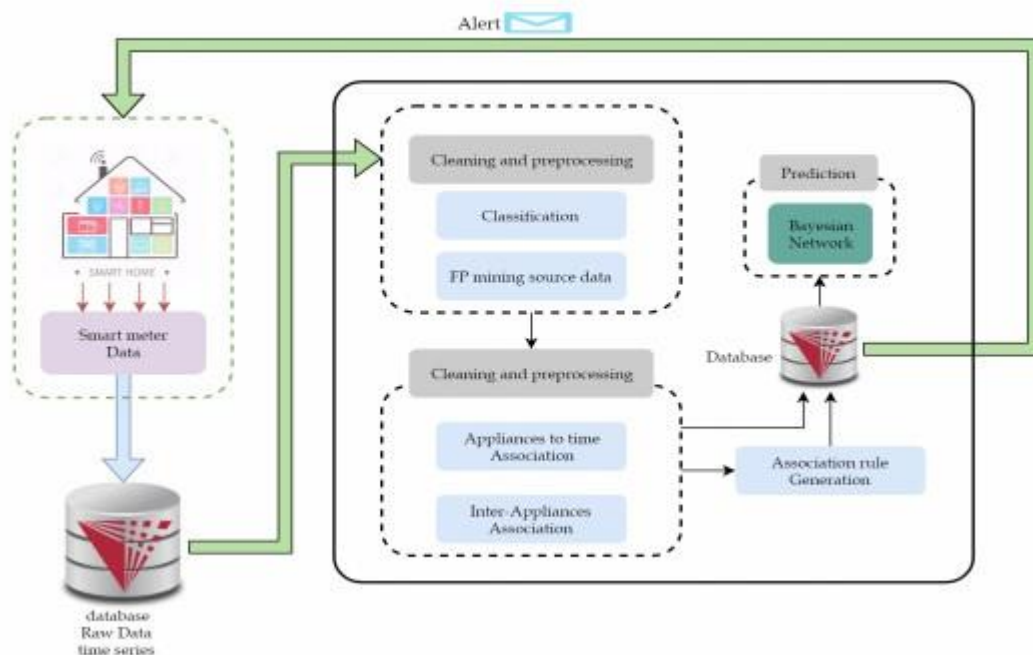 Alert
SMART HOME
Smart meter
Data
database
Raw Data
time series
Cleaning and preprocessing
Classification
FP mining source data
Cleaning and preprocessing
Appliances to time
Association
Inter-Appliances
Association
Prediction
Bayesian
Network
Database
Association rule
Generation